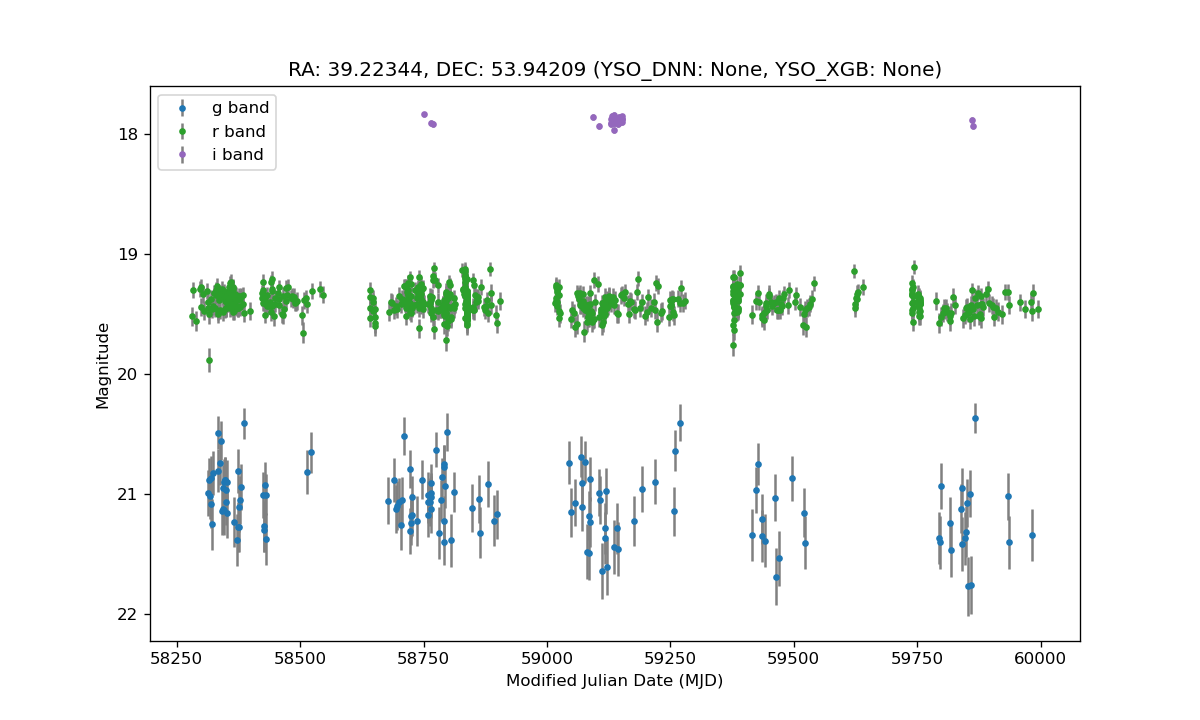 RA: 39.22344, DEC: 53.94209 (YSO_DNN: None, YSO_XGB: None)
g band
r band
i band
18
19
20
21
22
Magnitude
58250 58500 58750 59000 59250 59500 59750 60000
Modified Julian Date (MJD)